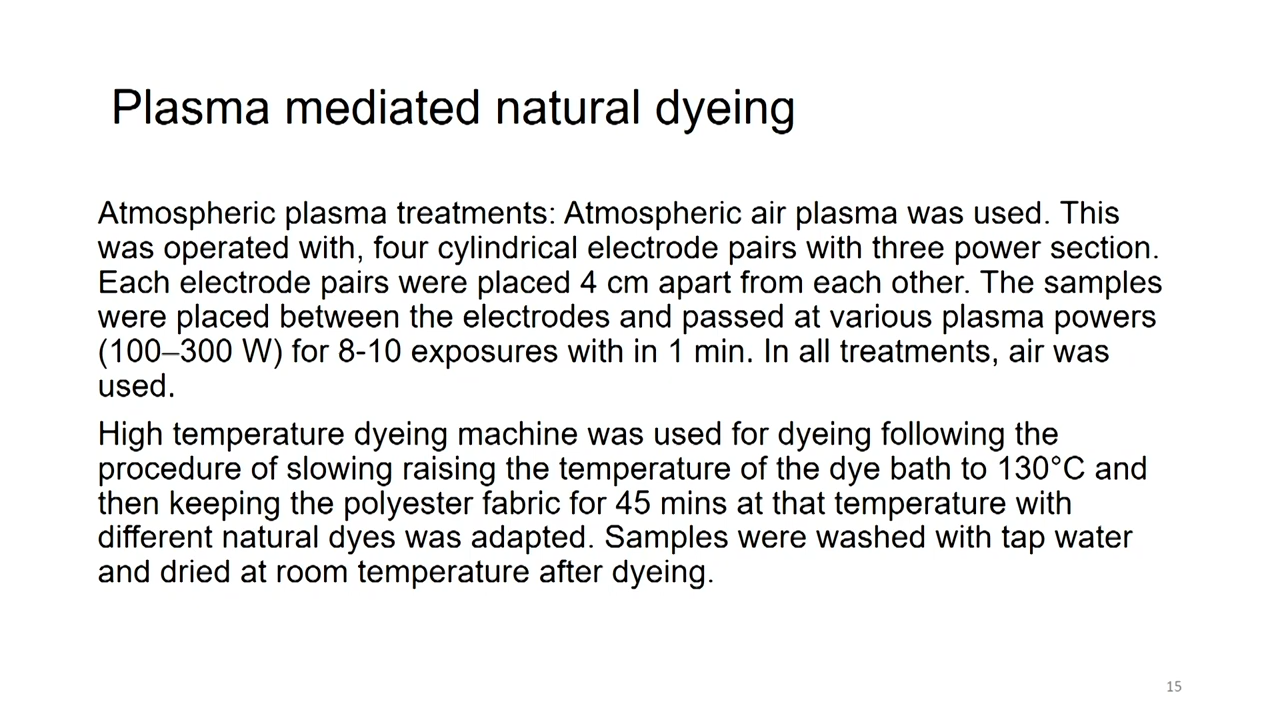 Plasma mediated natural dyeing
Atmospheric plasma treatments: Atmospheric air plasma was used. This
was operated with, four cylindrical electrode pairs with three power section.
Each electrode pairs were placed 4 cm apart from each other. The samples
were placed between the electrodes and passed at various plasma powers
(100–300 W) for 8-10 exposures with in 1 min. In all treatments, air was
used.
High temperature dyeing machine was used for dyeing following the
procedure of slowing raising the temperature of the dye bath to 130°C and
then keeping the polyester fabric for 45 mins at that temperature with
different natural dyes was adapted. Samples were washed with tap water
and dried at room temperature after dyeing.
15